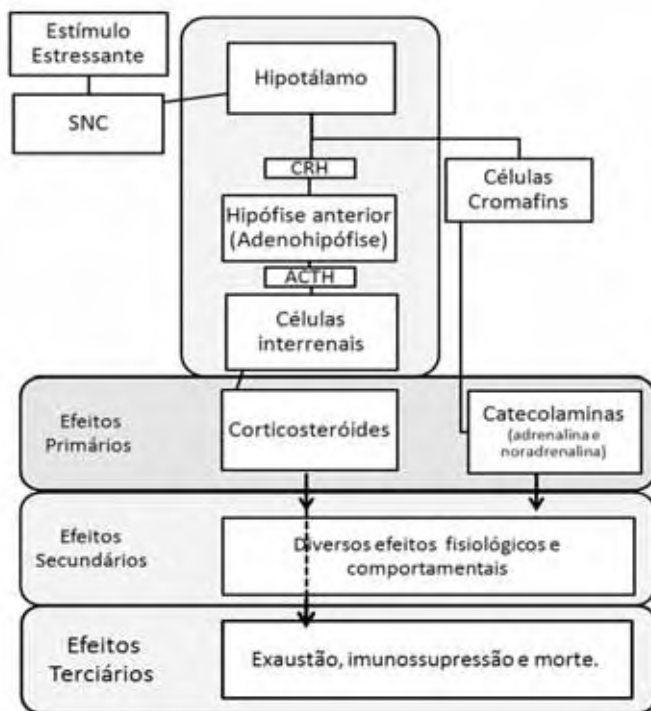 Estímulo
Estressante
SNC
Hipotálamo
CRH
Células
Cromafins
Hipófise anterior
(Adenohipófise)
ACTH
Células
interrenais
Efeitos
Primários
Corticosteróides
Catecolaminas
(adrenalina e
noradrenalina)
Efeitos
Secundários
Diversos efeitos fisiológicos e
comportamentais
Efeitos
Terciários
Exaustão, imunossupressão e morte.